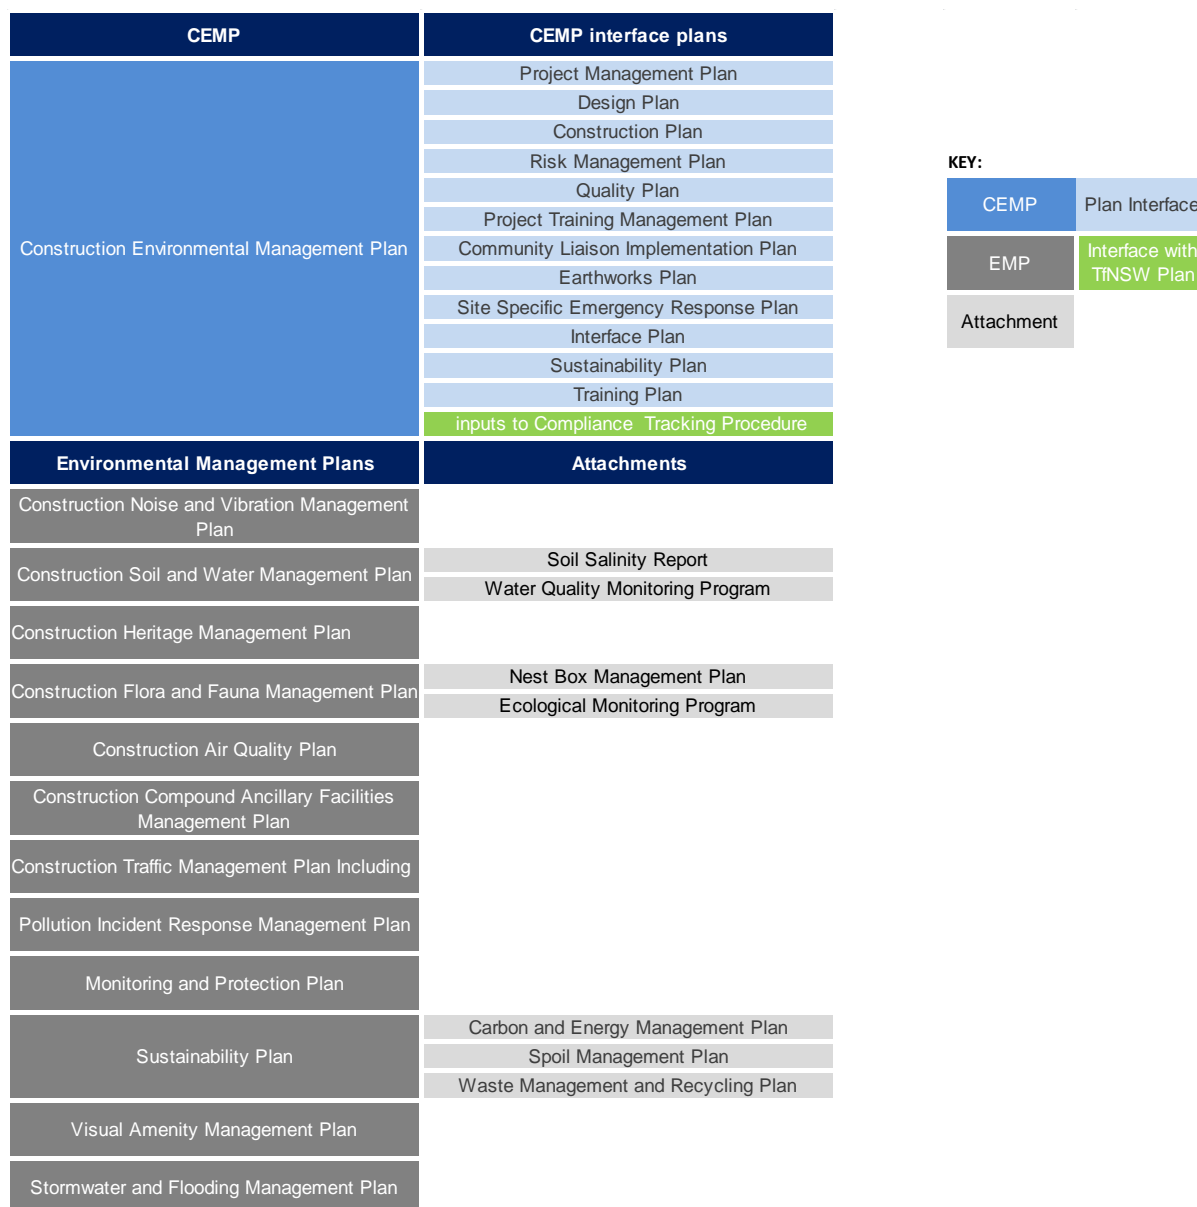 CEMP
CEMP interface plans
Construction Environmental Management Plan
Project Management Plan
Design Plan
Construction Plan
Risk Management Plan
Quality Plan
Project Training Management Plan
Community Liaison Implementation Plan
Earthworks Plan
Site Specific Emergency Response Plan
Interface Plan
Sustainability Plan
Training Plan
inputs to Compliance Tracking Procedure
Environmental Management Plans
Attachments
Construction Noise and Vibration Management
Plan
Construction Soil and Water Management Plan
Soil Salinity Report
Water Quality Monitoring Program
Construction Heritage Management Plan
Construction Flora and Fauna Management Plan
Nest Box Management Plan
Ecological Monitoring Program
Construction Air Quality Plan
Construction Compound Ancillary Facilities
Management Plan
Construction Traffic Management Plan Including
Pollution Incident Response Management Plan
Monitoring and Protection Plan
Sustainability Plan
Carbon and Energy Management Plan
Spoil Management Plan
Waste Management and Recycling Plan
Visual Amenity Management Plan
Stormwater and Flooding Management Plan
KEY:
CEMP
Plan Interface
EMP
Interface with
TfNSW Plan
Attachment